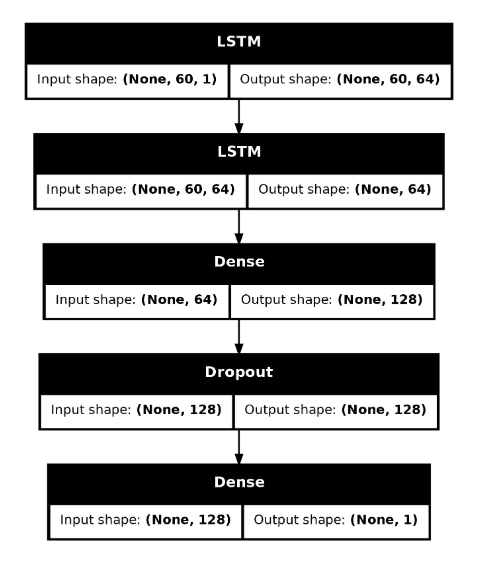 LSTM
Input shape: (None, 60, 1) Output shape: (None, 60, 64)
LSTM
Input shape: (None, 60, 64) Output shape: (None, 64)
Dense
Input shape: (None, 64) Output shape: (None, 128)
Dropout
Input shape: (None, 128) Output shape: (None, 128)
Dense
Input shape: (None, 128) Output shape: (None, 1)